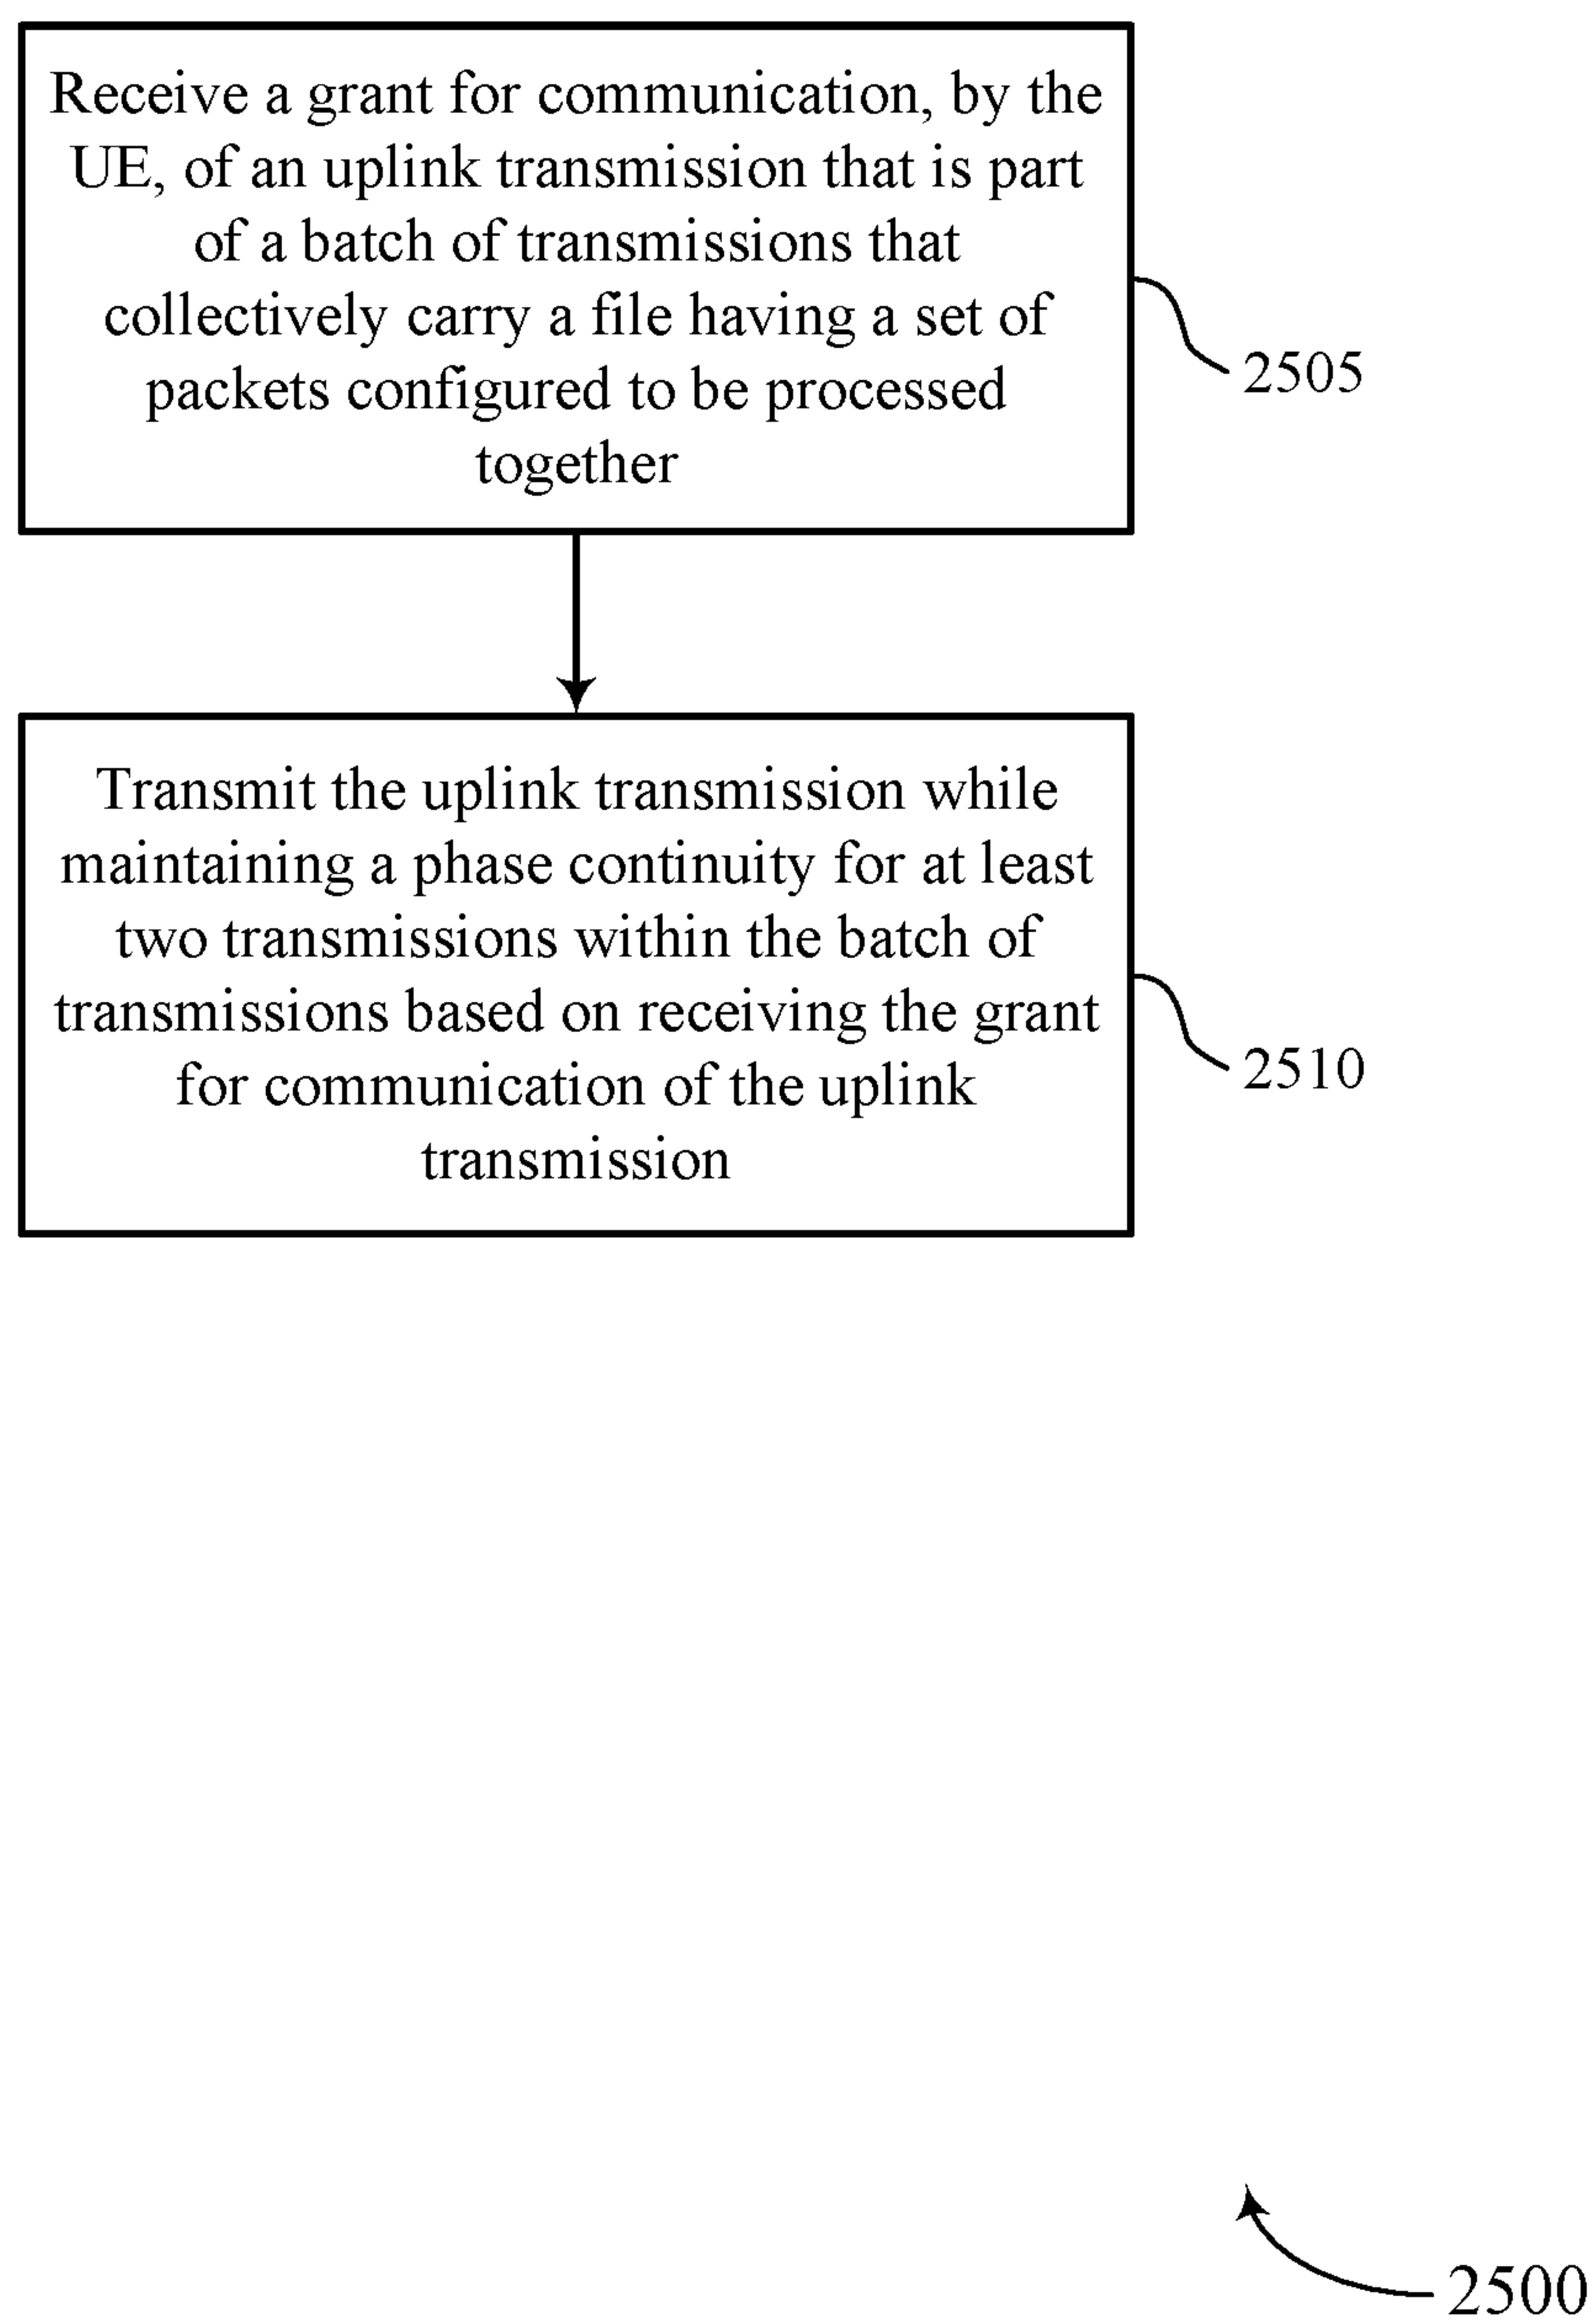 Receive a grant for communication, by the
UE, of an uplink transmission that is part
of a batch of transmissions that
collectively carry a file having a set of
packets configured to be processed
together
2505
Transmit the uplink transmission while
maintaining a phase continuity for at least
two transmissions within the batch of
transmissions based on receiving the grant
for communication of the uplink
transmission
2510
2500